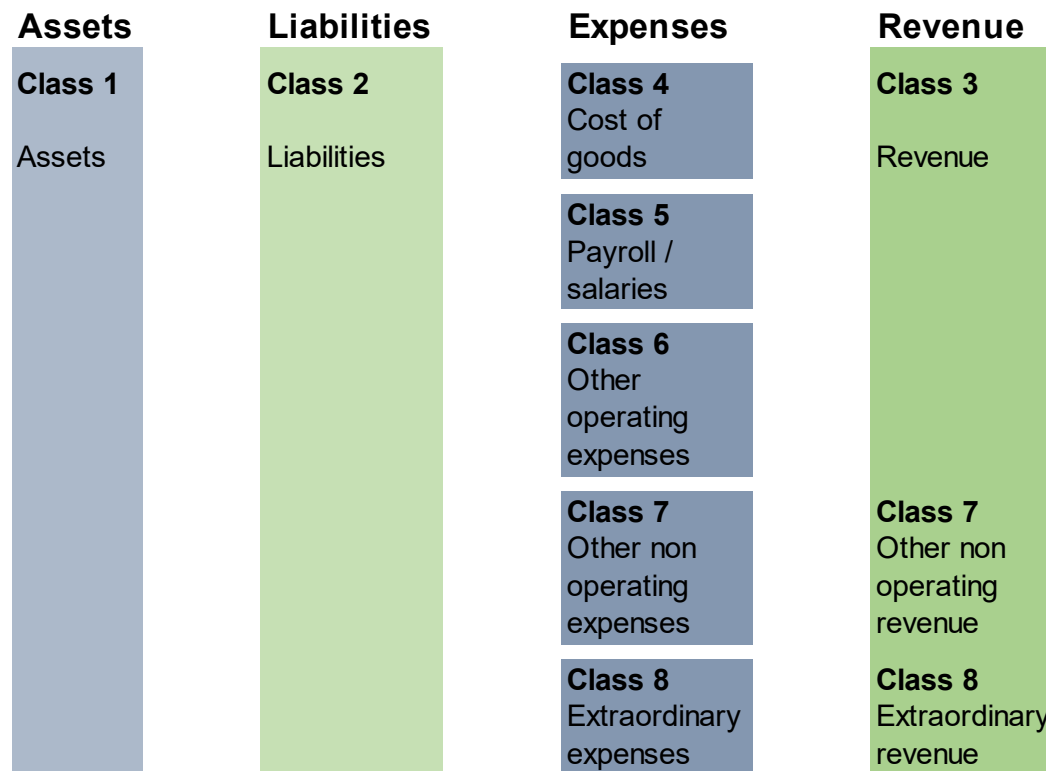 Assets
Class 1
Assets
Liabilities
Class 2
Liabilities
Expenses
Class 4
Cost of
goods
Class 5
Payroll /
salaries
Class 6
Other
operating
expenses
Class 7
Other non
operating
expenses
Class 8
Extraordinary
expenses
Revenue
Class 3
Revenue
Class 7
Other non
operating
revenue
Class 8
Extraordinary
revenue